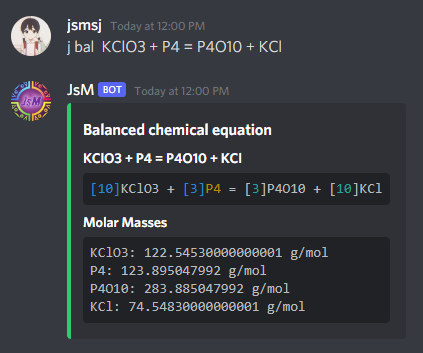 jsmsj Today at 12:00 PM
j bal KClO3 + P4 = P4O10 + KCl
JsM
JsM BOT Today at 12:00 PM
Balanced chemical equation
KClO3 + P4 = P4O10 + KCl
[10]KClO3 + [3]P4 = [3]P4O10 + [10]KCl
Molar Masses
KClO3: 122.54530000000001 g/mol
P4: 123.895047992 g/mol
P4O10: 283.885047992 g/mol
KCl: 74.54830000000001 g/mol